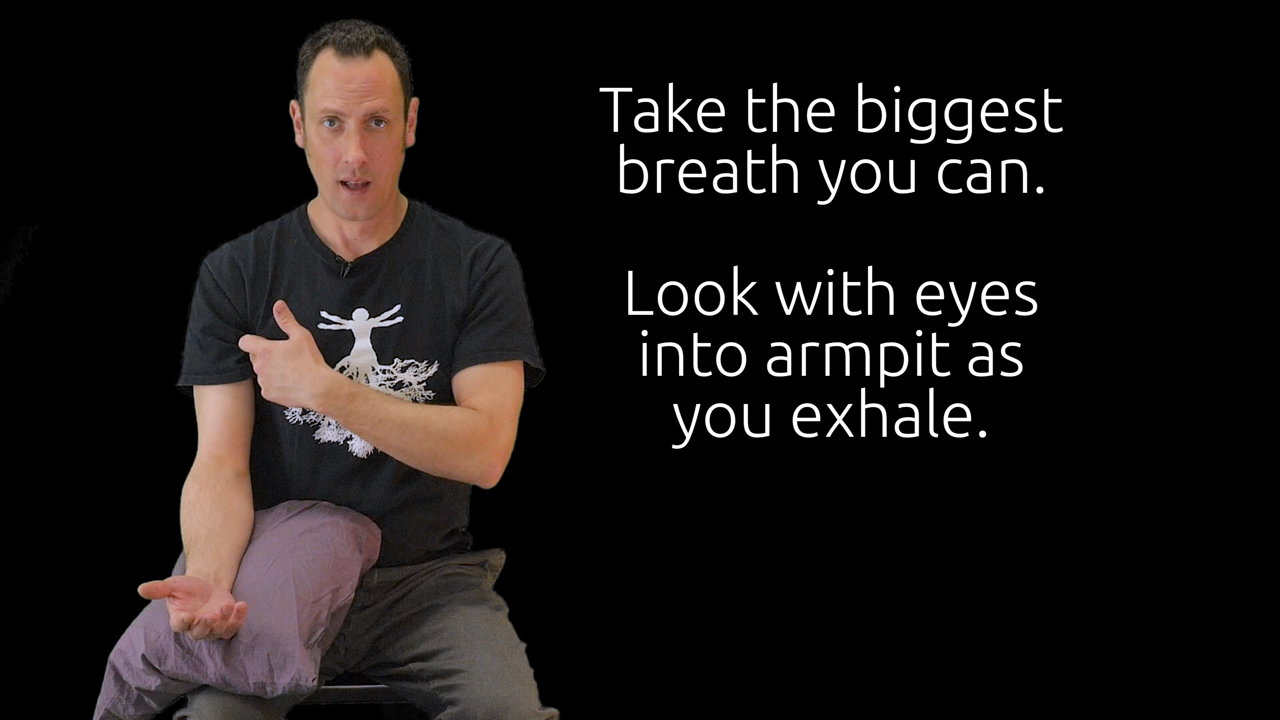 Take the biggest
breath you can.
Look with eyes
into armpit as
you exhale.